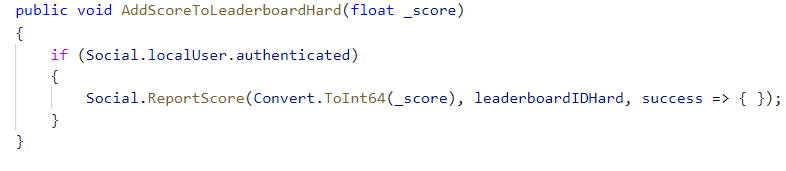 public void AddScoreToLeaderboardHard(float _score)
{
    if (Social.localUser.authenticated)
    {
        Social.ReportScore(Convert.ToInt64(_score), leaderboardIDHard, success => { });
    }
}